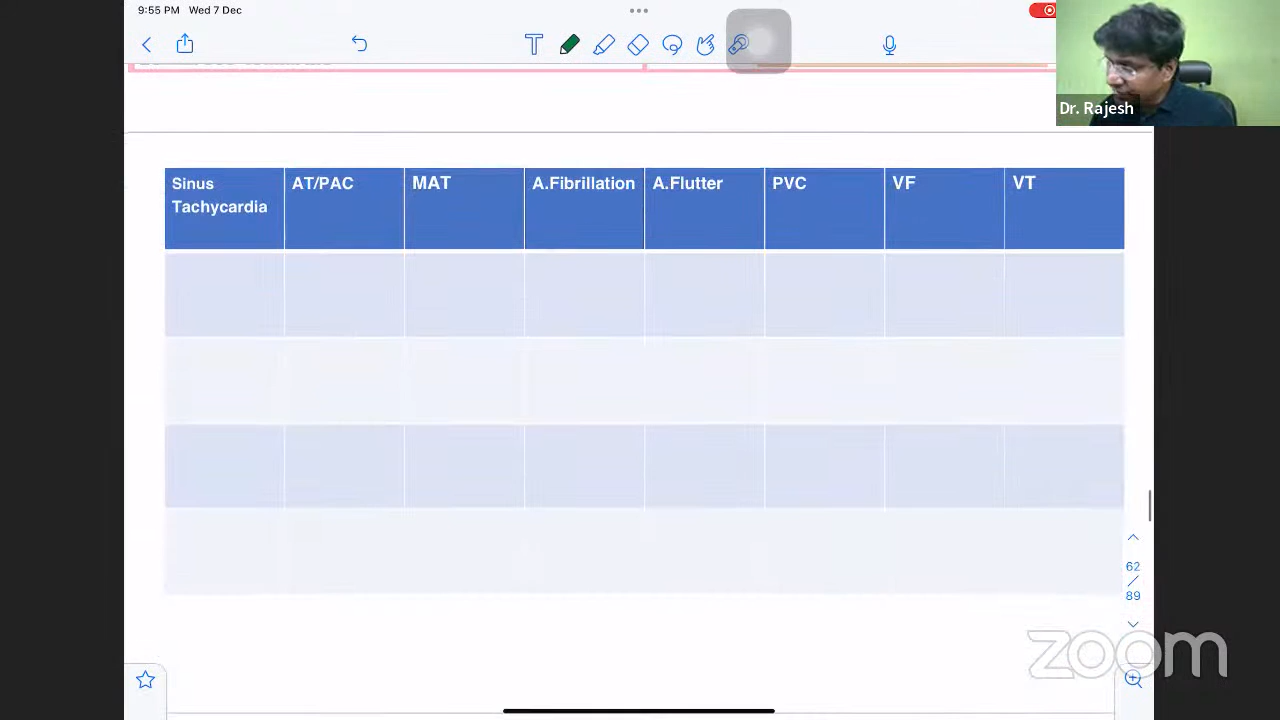 9:55 PM Wed 7 Dec
Dr. Rajesh
Sinus
Tachycardia
AT/PAC
MAT
A.Fibrillation
A.Flutter
PVC
VF
VT
62
/
89
zoom